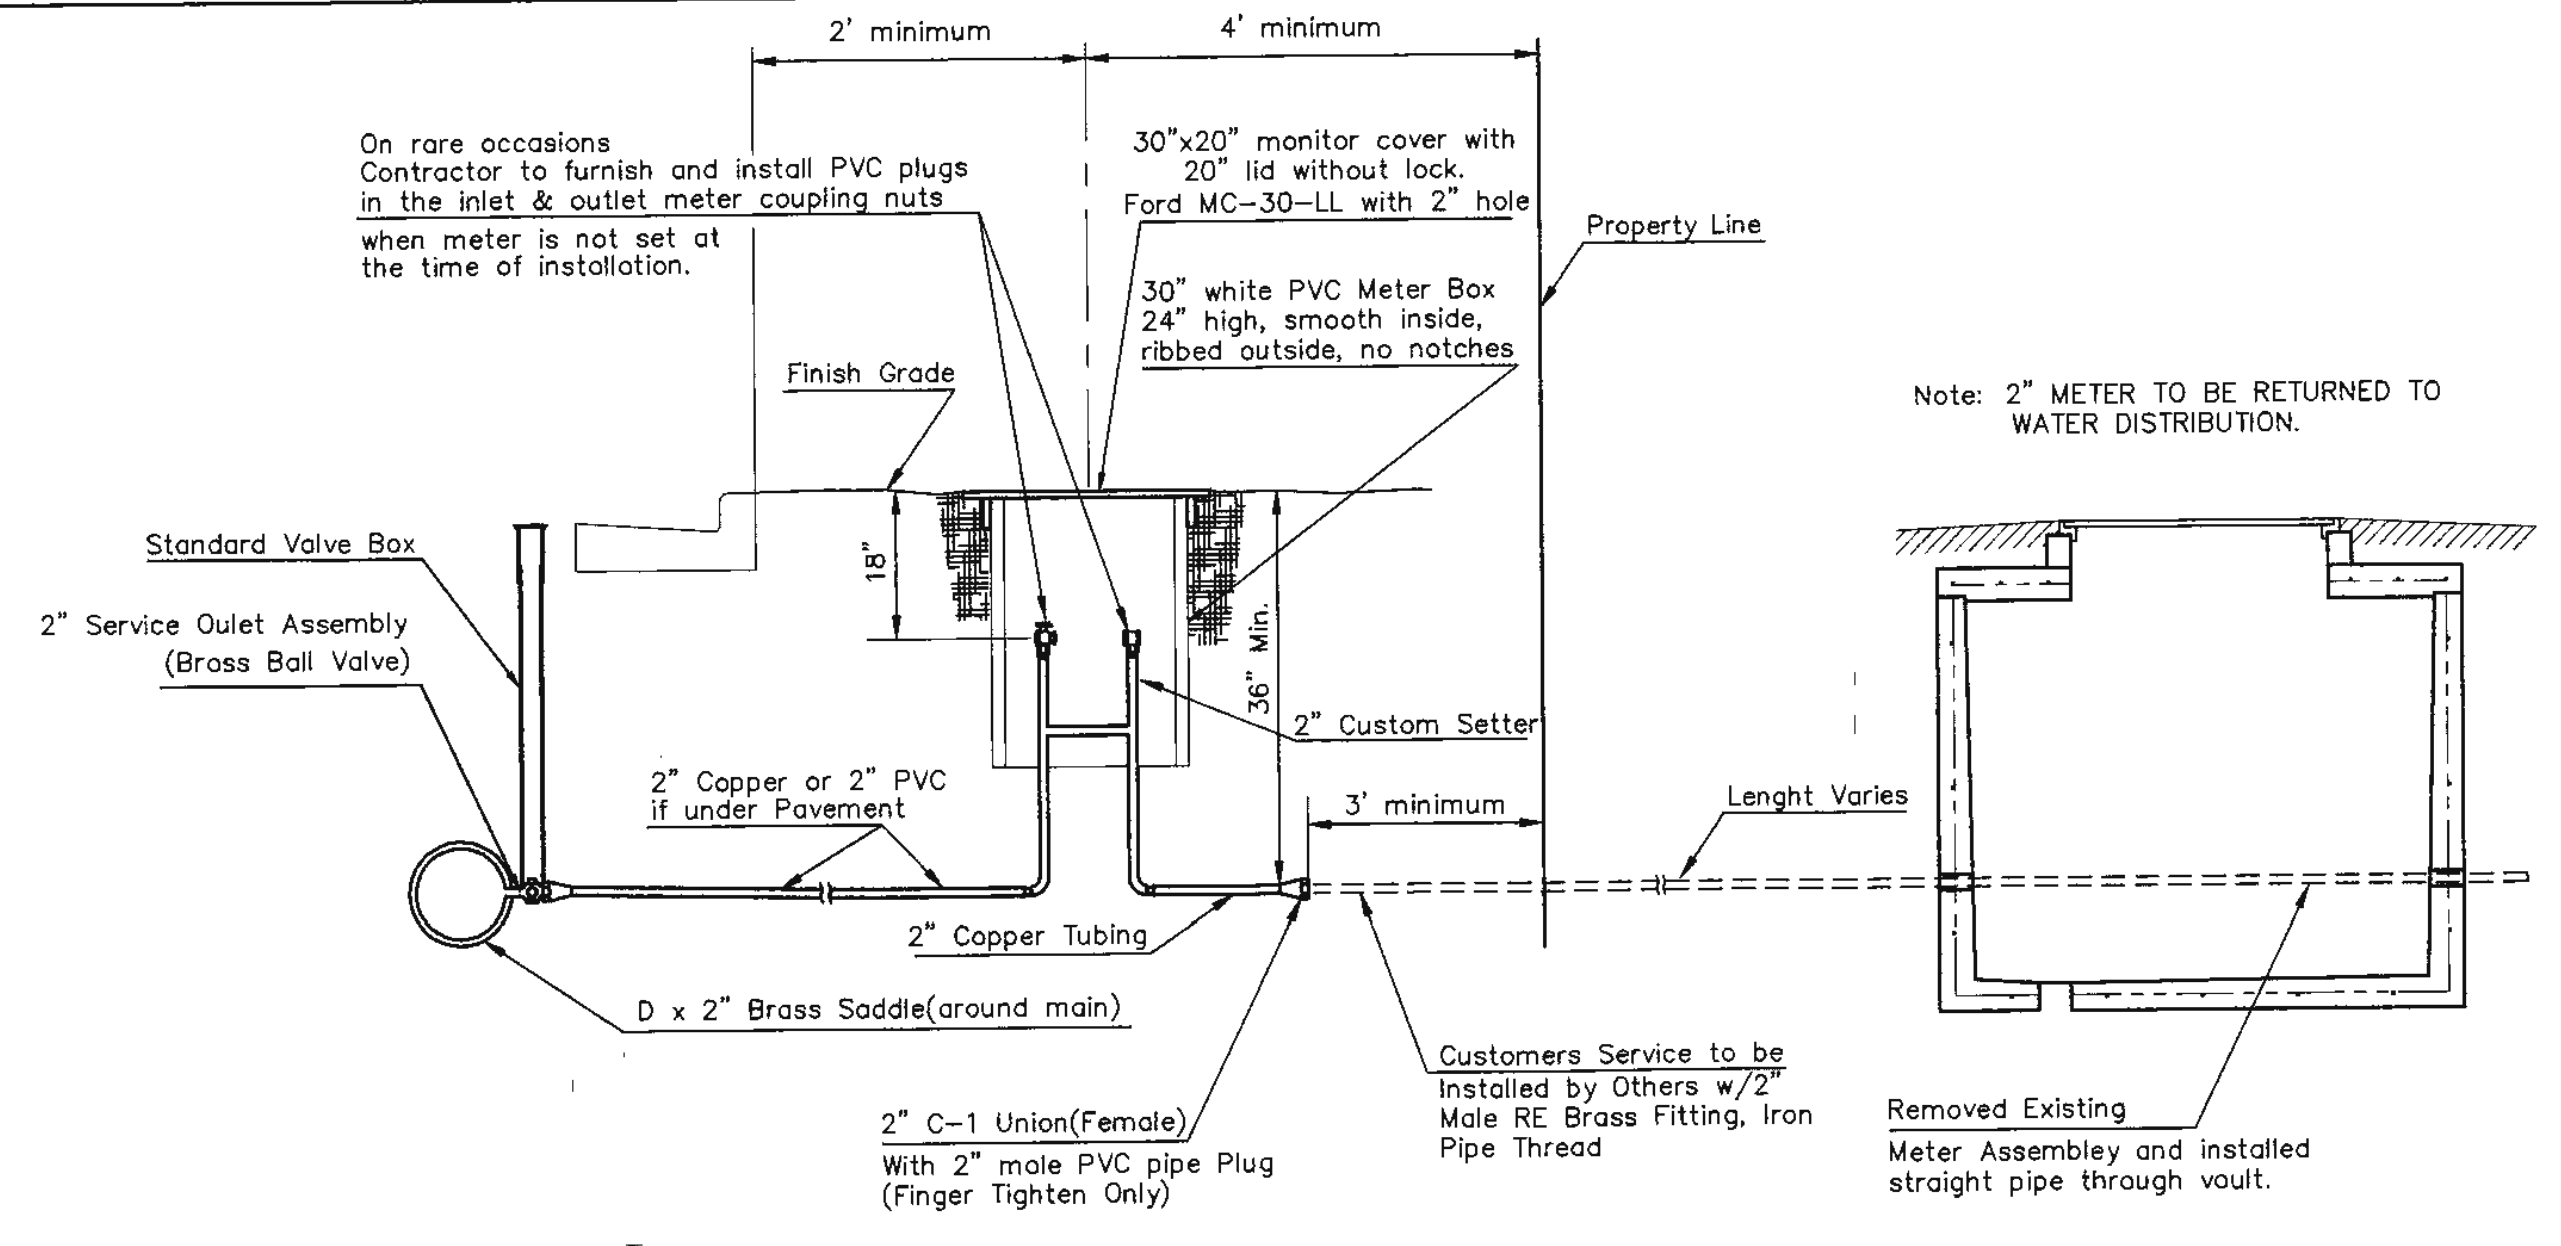 2' minimum
4' minimum
On rare occasions
Contractor to furnish and install PVC plugs
in the inlet & outlet meter coupling nuts
when meter is not set at
the time of installation.
30"x20" monitor cover with
20" lid without lock.
Ford MC-30-LL with 2" hole
Property Line
30" white PVC Meter Box
24" high, smooth inside,
ribbed outside, no notches
Finish Grade
Note: 2" METER TO BE RETURNED TO
WATER DISTRIBUTION.
Standard Valve Box
18"
2" Service Oulet Assembly
(Brass Ball Valve)
36" Min.
2" Custom Setter
2" Copper or 2" PVC
if under Pavement
3' minimum
Lenght Varies
2" Copper Tubing
D x 2" Brass Saddle(around main)
Customers Service to be
Installed by Others w/2"
Male RE Brass Fitting, Iron
Pipe Thread
2" C-1 Union(Female)
With 2" male PVC pipe Plug
(Finger Tighten Only)
Removed Existing
Meter Assembley and installed
straight pipe through vault.